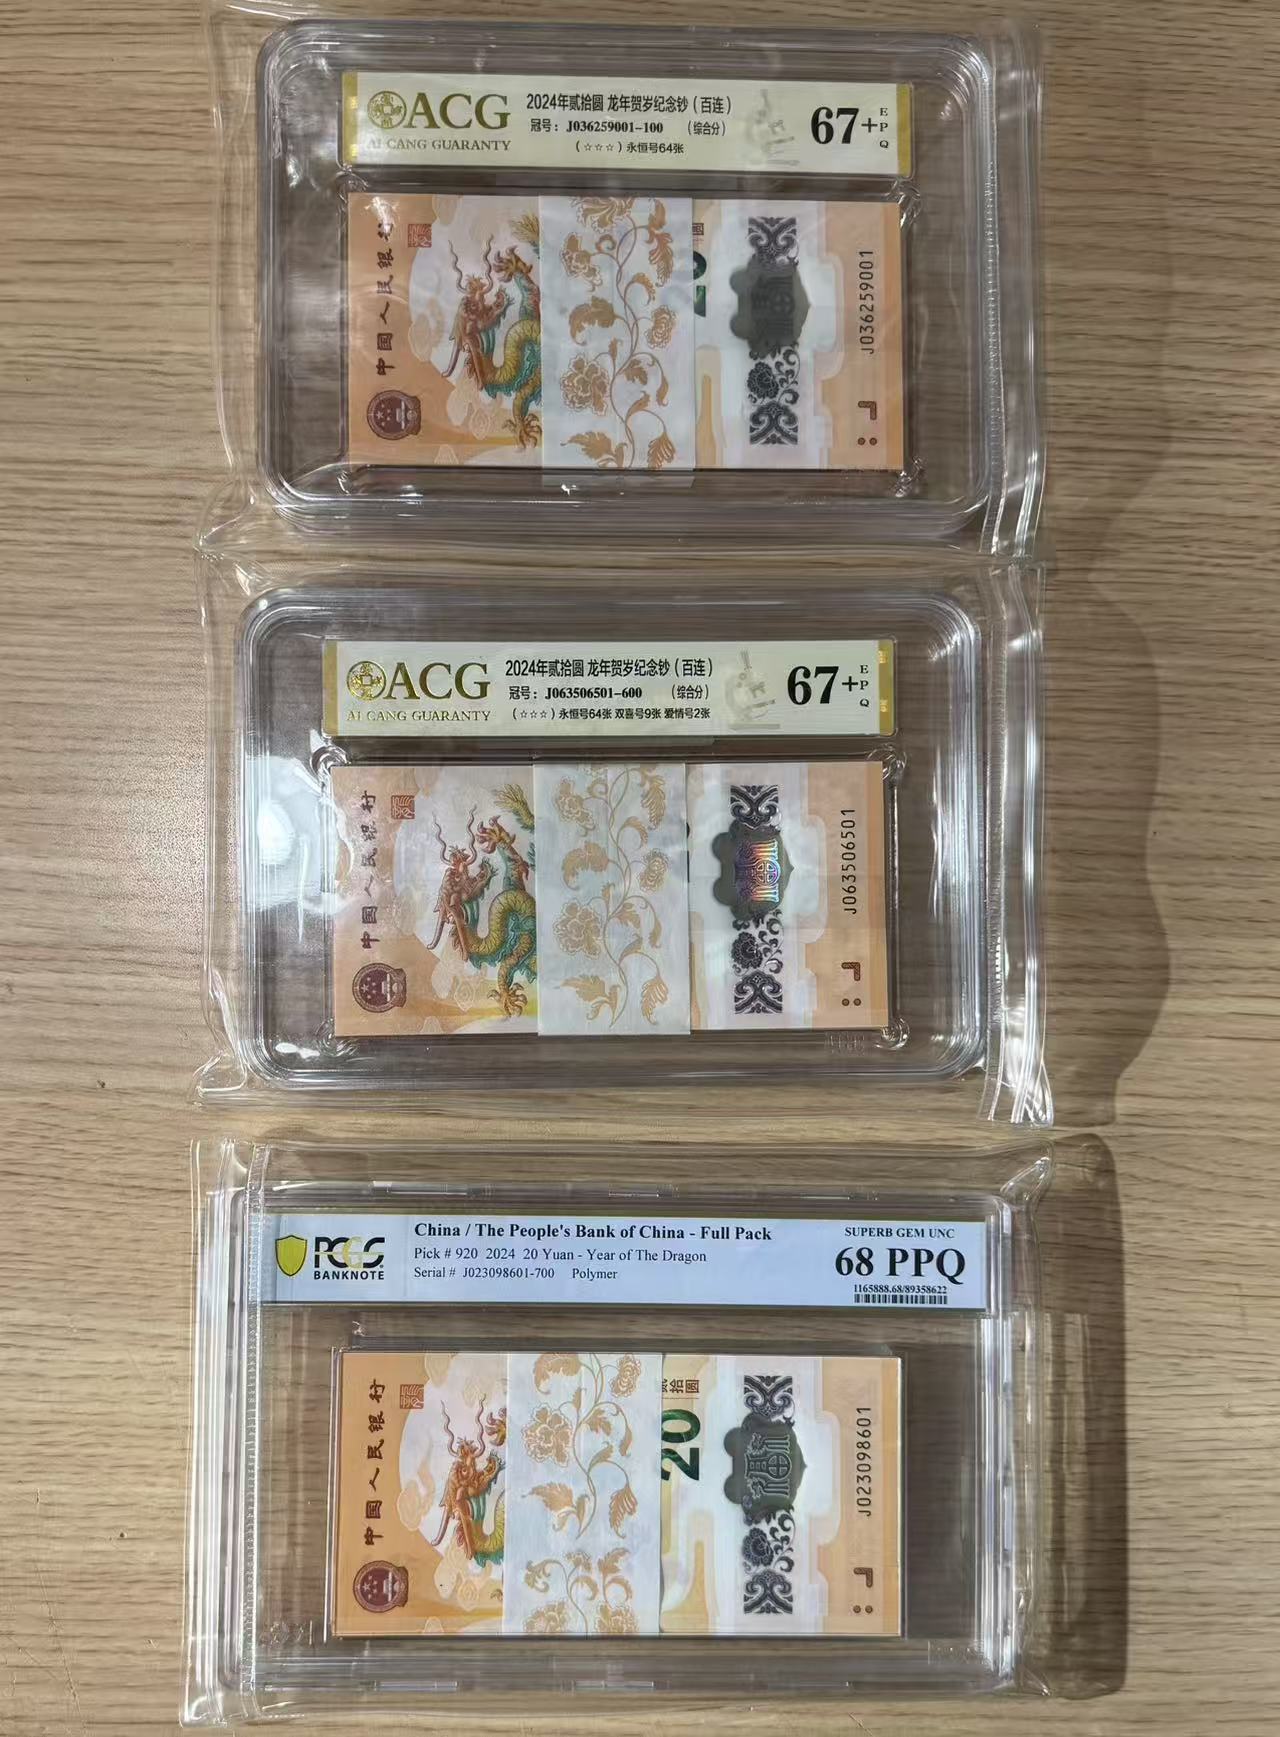 ACG
AI CANG GUARANTY
2024年贰拾圆 龙年贺岁纪念钞（百连）
冠号：J036259001-100 （综合分）
（☆☆☆）永恒号64张
67+
EPQ
中国人民银行
20
圆
J036259001
ACG
AI CANG GUARANTY
2024年贰拾圆 龙年贺岁纪念钞（百连）
冠号：J063506501-600 （综合分）
（☆☆☆）永恒号64张 双喜号9张 爱情号2张
67+
EPQ
中国人民银行
J063506501
PCGS
BANKNOTE
China / The People's Bank of China - Full Pack
Pick # 920 2024 20 Yuan - Year of The Dragon
Serial # J023098601-700 Polymer
SUPERB GEM UNC
68 PPQ
1165888.68/89358622
中国人民银行
贰拾圆
20
J023098601